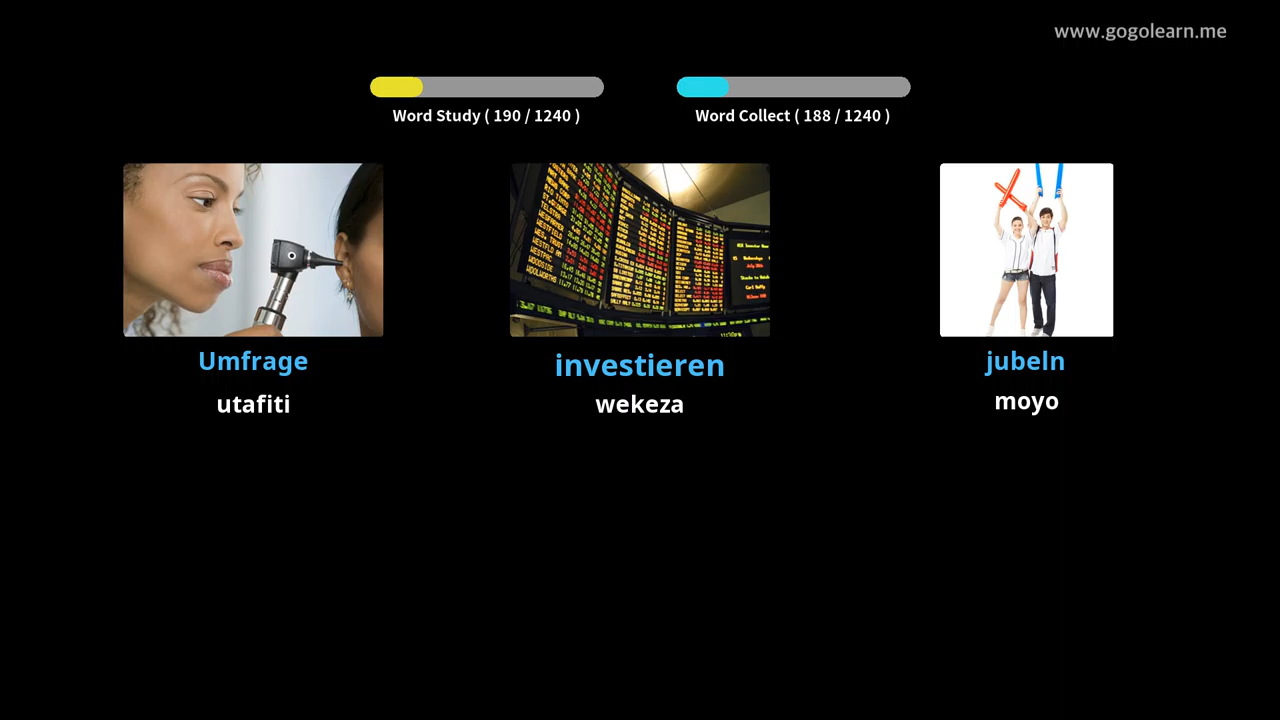 www.gogolearn.me
Word Study ( 190 / 1240 )
Word Collect ( 188 / 1240 )
Umfrage
utafiti
investieren
wekeza
jubeln
moyo